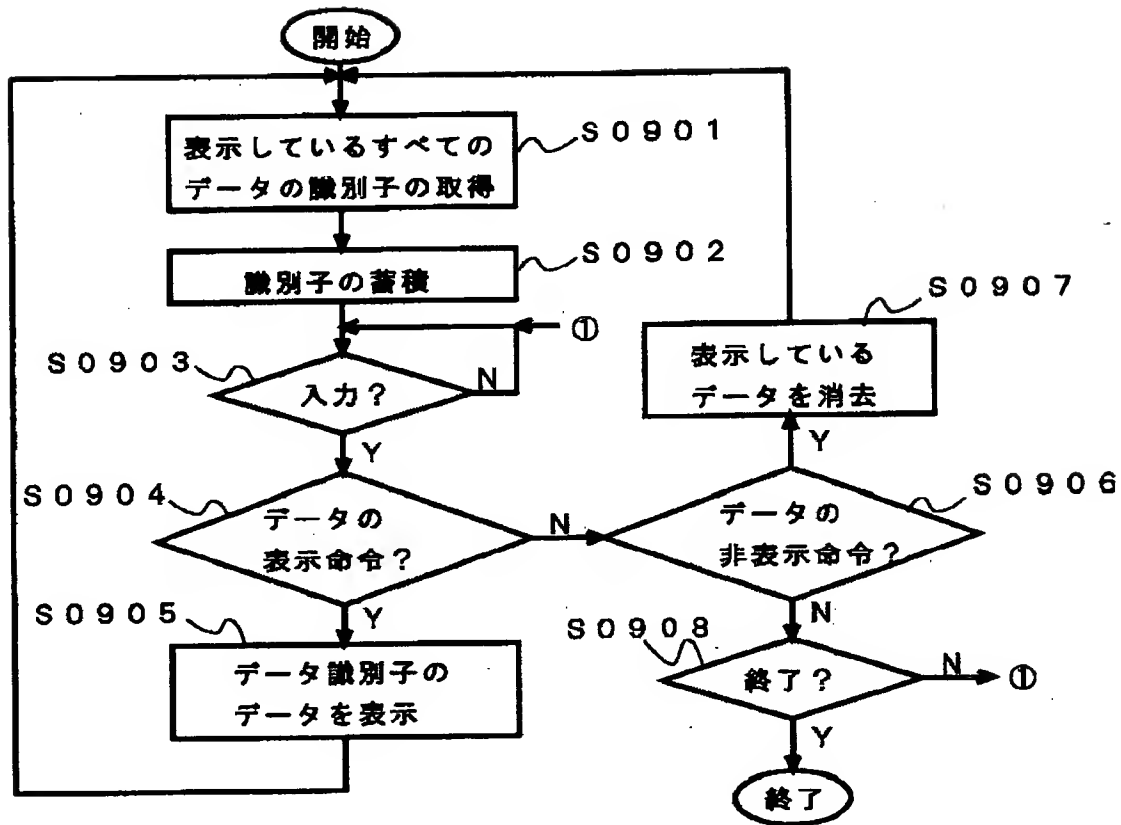 開始
表示しているすべての
データの識別子の取得
S0901
識別子の蓄積
S0902
①
S0903
入力?
N
Y
S0904
データの
表示命令?
N
Y
S0905
データ識別子の
データを表示
S0907
表示している
データを消去
Y
S0906
データの
非表示命令?
N
S0908
終了?
N
①
Y
終了